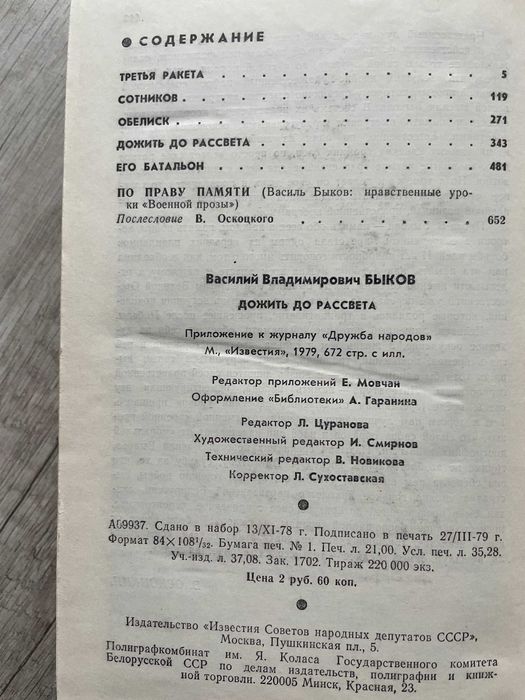 СОДЕРЖАНИЕ
ТРЕТЬЯ РАКЕТА . . . . . . . . . . . . . 5
СОТНИКОВ . . . . . . . . . . . . . . 119
ОБЕЛИСК . . . . . . . . . . . . . . 271
ДОЖИТЬ ДО РАССВЕТА . . . . . . . . . . 343
ЕГО БАТАЛЬОН . . . . . . . . . . . . . 481
ПО ПРАВУ ПАМЯТИ (Василь Быков: нравственные уро-
ки «Военной прозы»)
Послесловие В. Оскоцкого . . . . . . . . . 652
Василий Владимирович БЫКОВ
ДОЖИТЬ ДО РАССВЕТА
Приложение к журналу «Дружба народов»
М., «Известия», 1979, 672 стр. с илл.
Редактор приложений Е. Мовчан
Оформление «Библиотеки» А. Гаранина
Редактор Л. Цуранова
Художественный редактор И. Смирнов
Технический редактор В. Новикова
Корректор Л. Сухоставская
А09937. Сдано в набор 13/XI-78 г. Подписано в печать 27/III-79 г.
Формат 84×108¹/₃₂. Бумага печ. № 1. Печ. л. 21,00. Усл. печ. л. 35,28.
Уч.-изд. л. 37,08. Зак. 1702. Тираж 220 000 экз.
Цена 2 руб. 60 коп.
Издательство «Известия Советов народных депутатов СССР»,
Москва, Пушкинская пл., 5.
Полиграфкомбинат им. Я. Коласа Государственного комитета
Белорусской ССР по делам издательств, полиграфии и книж-
ной торговли. 220005 Минск, Красная, 23.